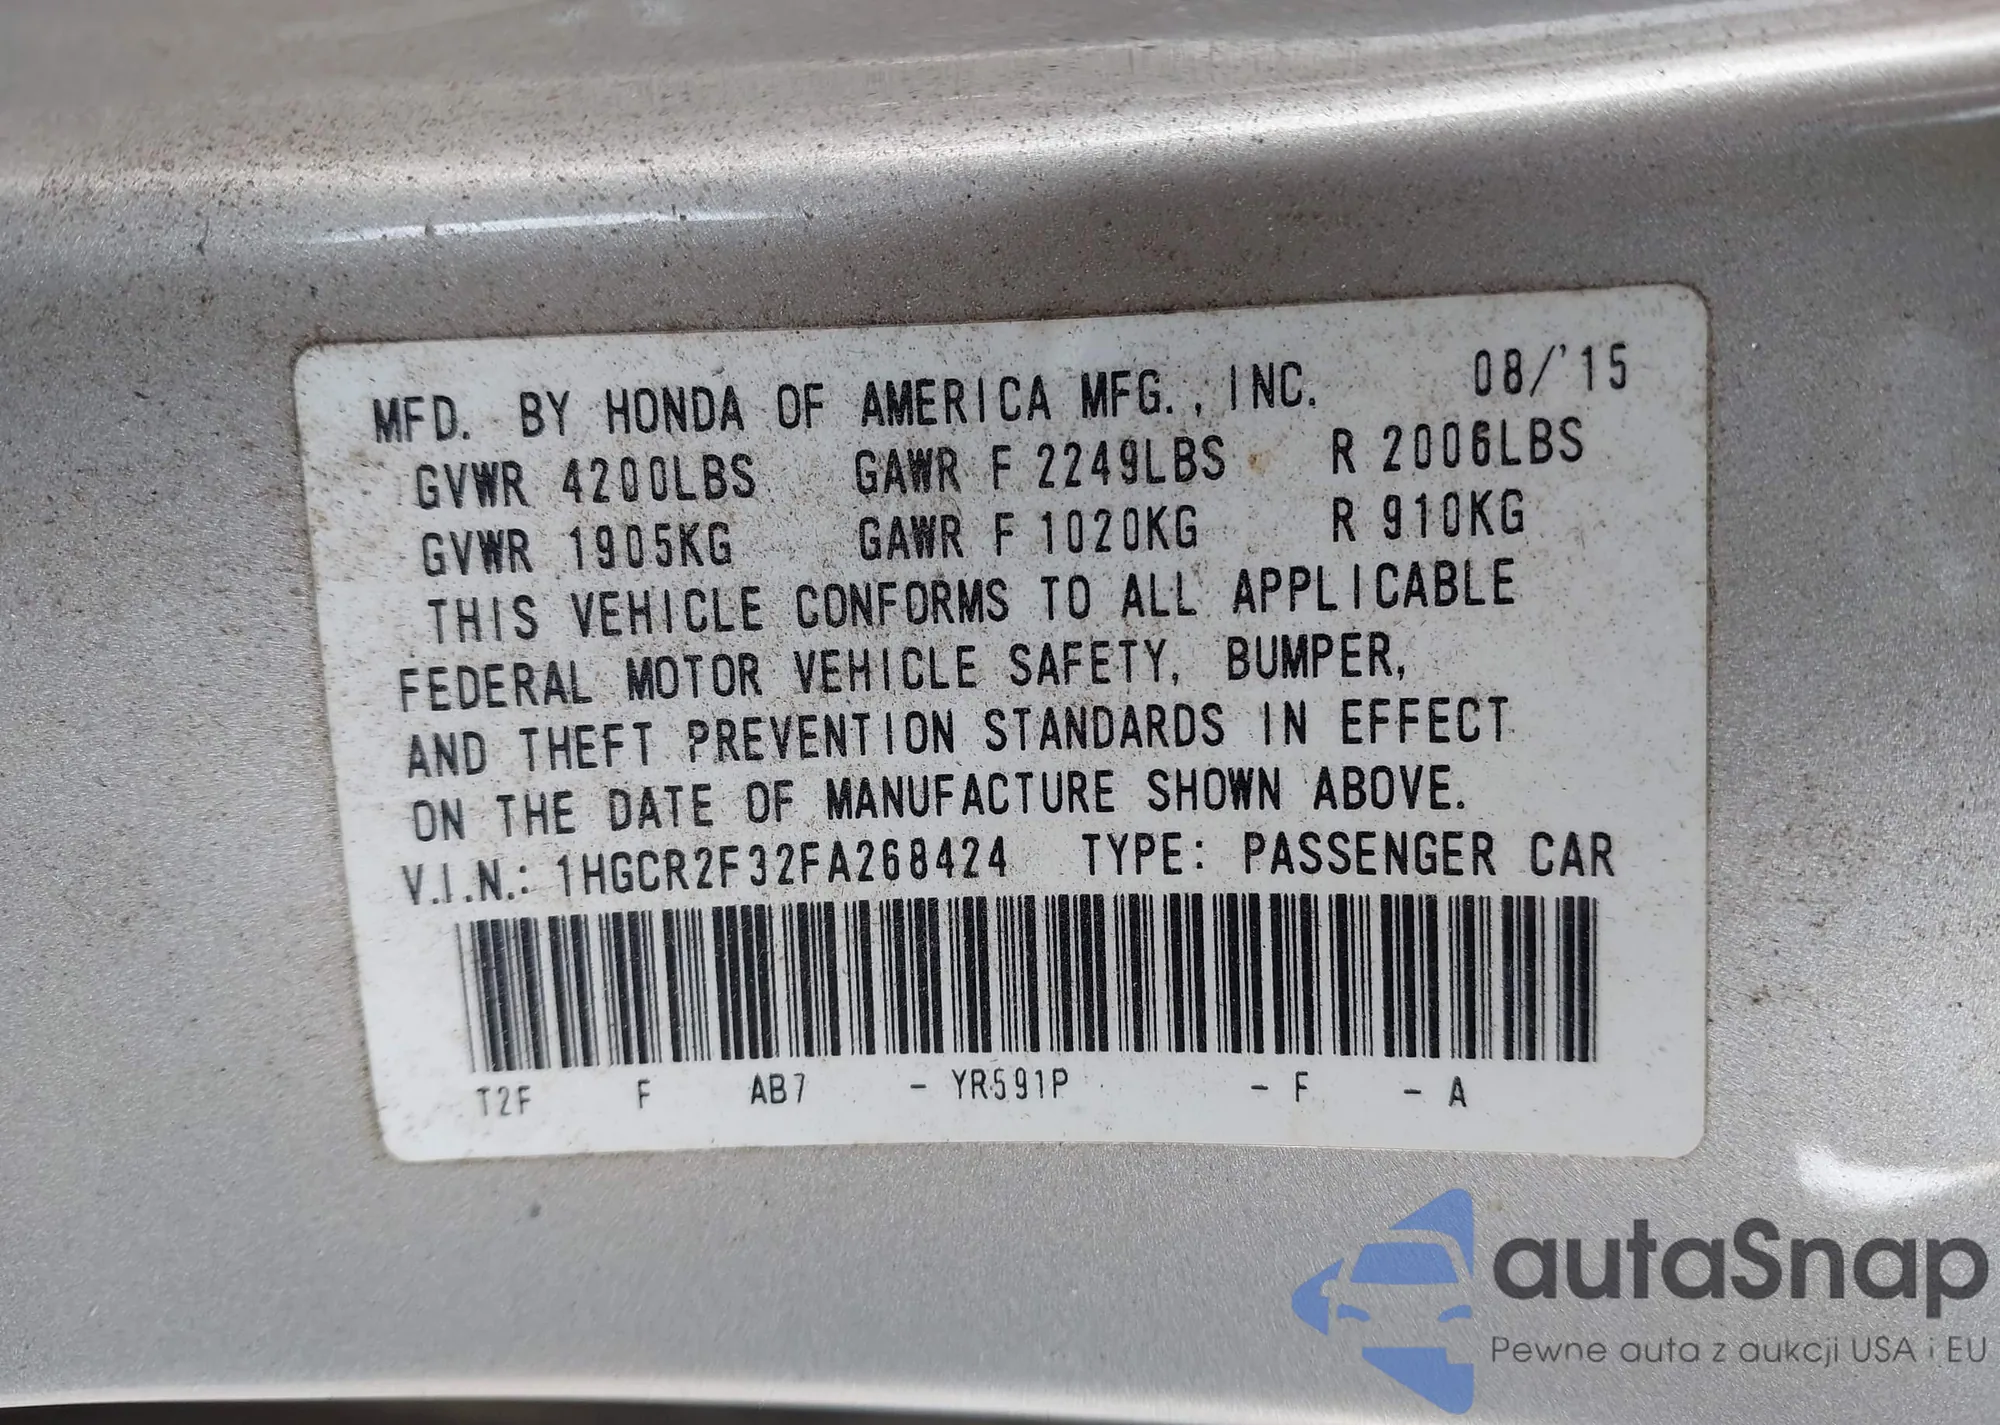 MFD. BY HONDA OF AMERICA MFG., INC. 08/'15
GVWR 4200LBS GAWR F 2249LBS R 2006LBS
GVWR 1905KG GAWR F 1020KG R 910KG
THIS VEHICLE CONFORMS TO ALL APPLICABLE
FEDERAL MOTOR VEHICLE SAFETY, BUMPER,
AND THEFT PREVENTION STANDARDS IN EFFECT
ON THE DATE OF MANUFACTURE SHOWN ABOVE.
V.I.N.: 1HGCR2F32FA268424 TYPE: PASSENGER CAR
T2F F AB7 - YR591P - F - A
autaSnap
Pewne auta z aukcji USA i EU